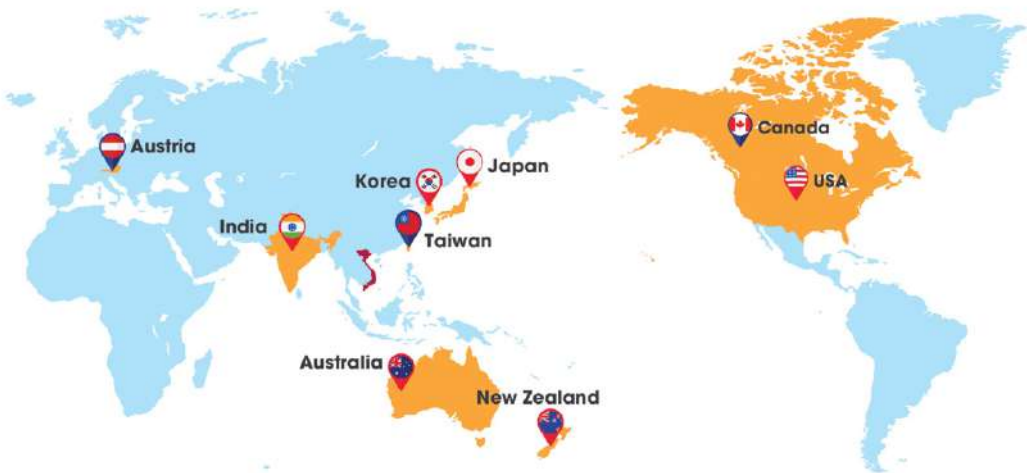 Austria
Canada
Japan
Korea
USA
India
Taiwan
Australia
New Zealand